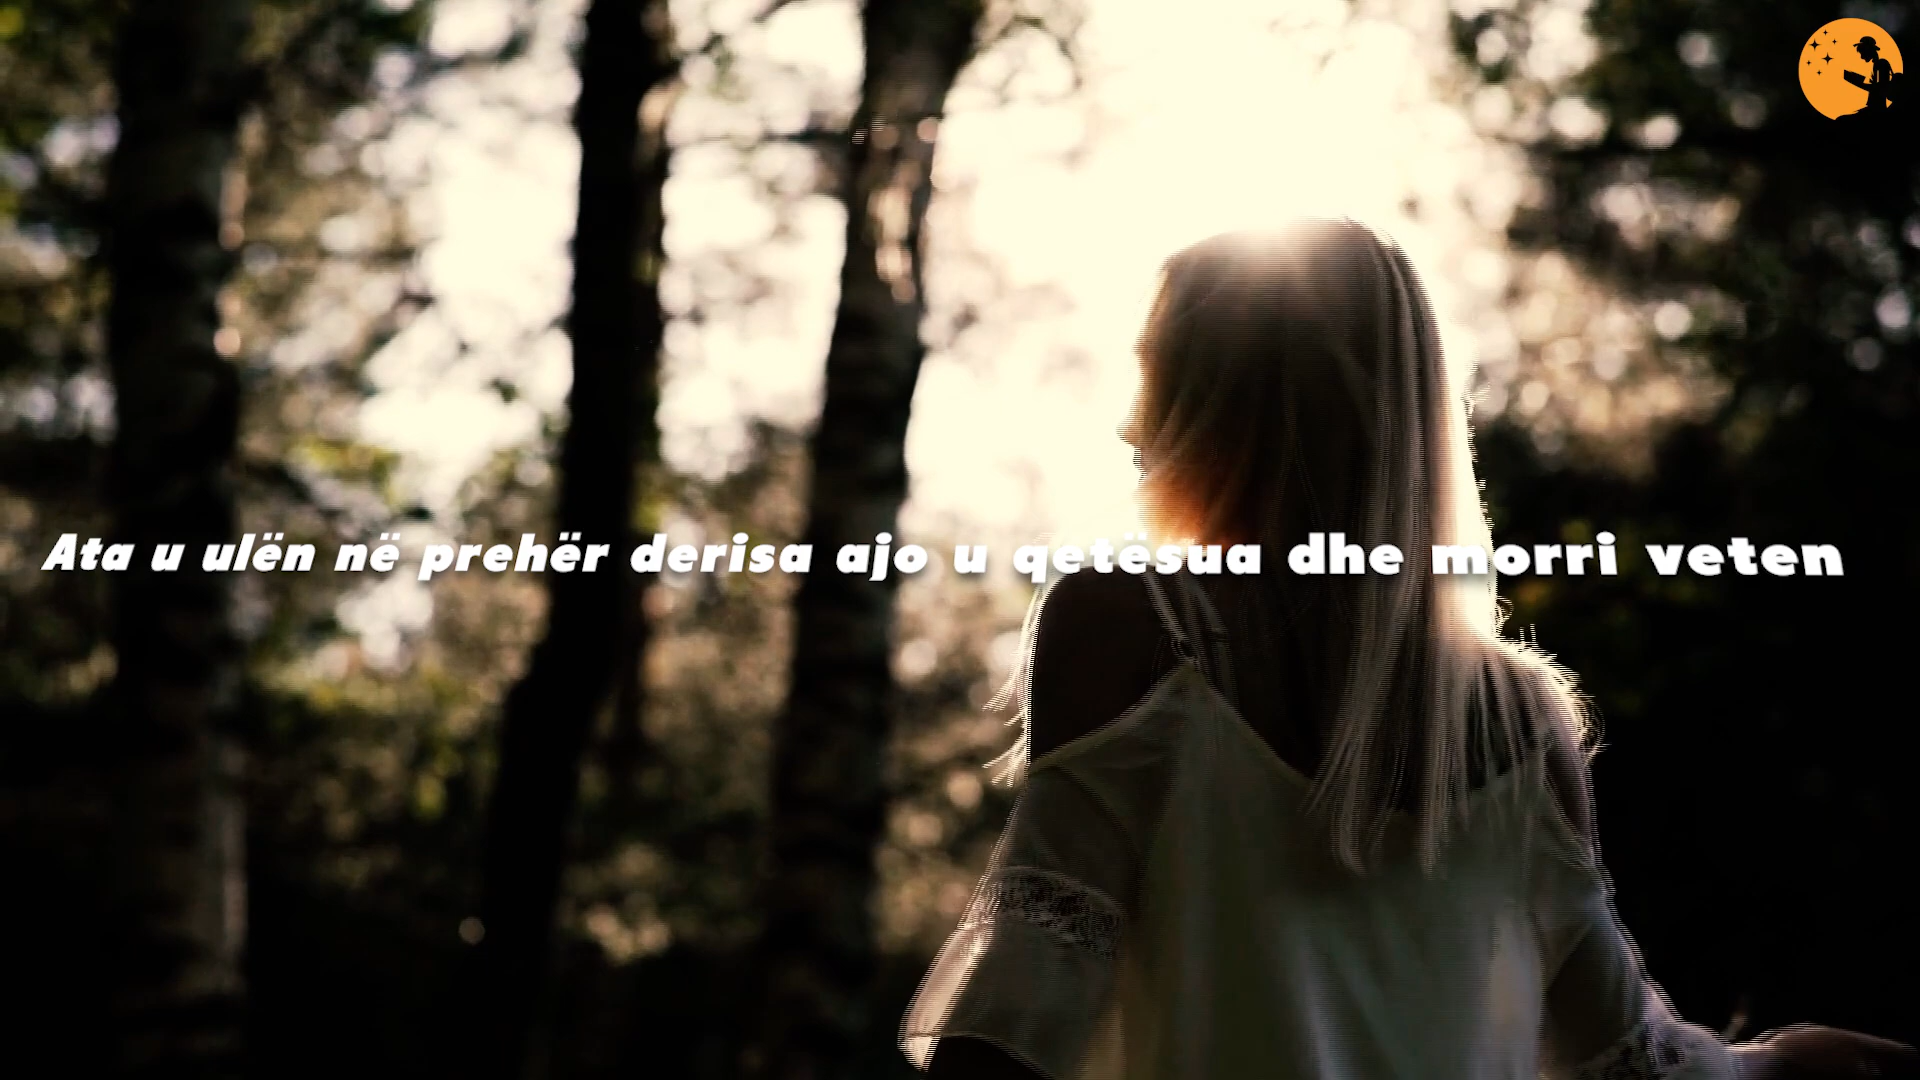 Ata u ulën në prehër derisa ajo u qetësua dhe morri veten